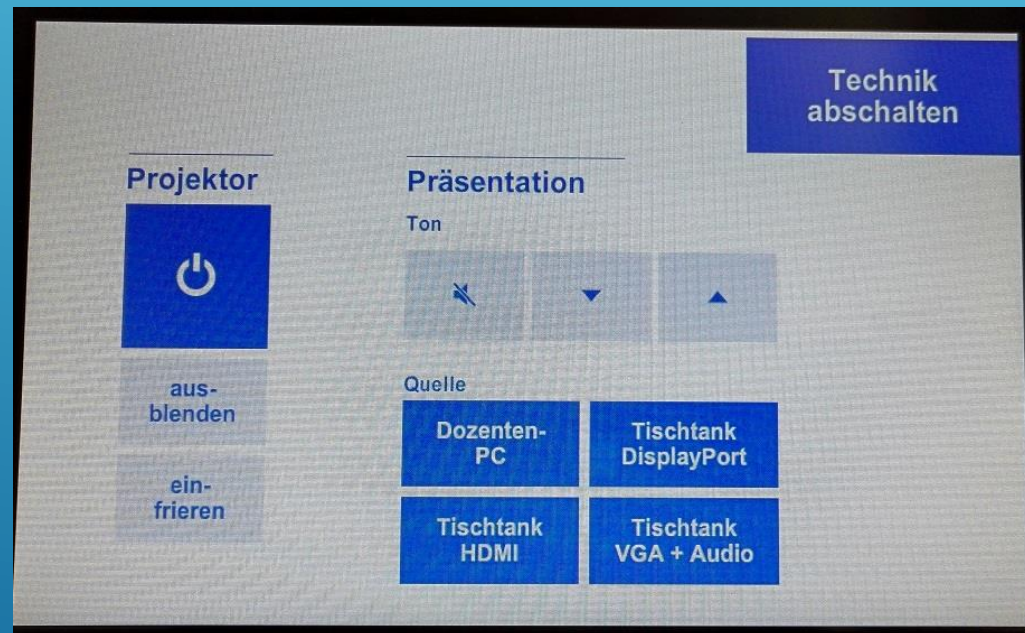 Technik
abschalten
Projektor
aus-
blenden
ein-
frieren
Präsentation
Ton
Quelle
Dozenten-
PC
Tischtank
DisplayPort
Tischtank
HDMI
Tischtank
VGA + Audio